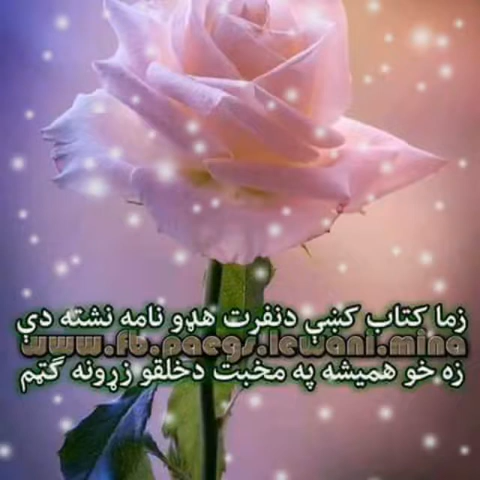 زما کتاب کښې دنفرت هډو نامه نشته دې
www.fb.paegs.lewani.mina
زه خو همیشه په مخبت دخلقو زړونه ګټم